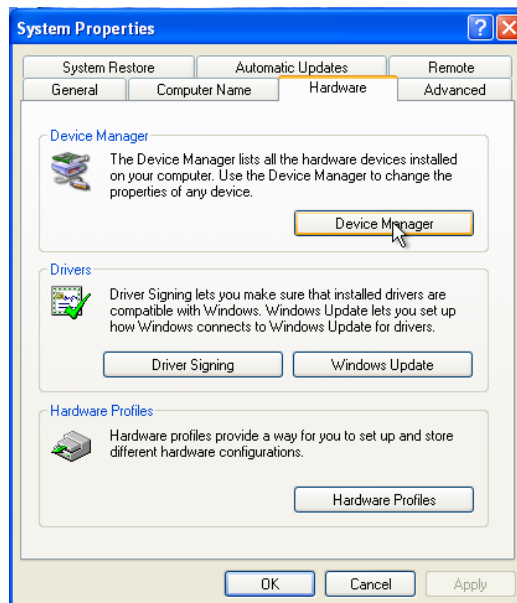 System Properties
System Restore Automatic Updates Remote
General Computer Name Hardware Advanced
Device Manager
The Device Manager lists all the hardware devices installed
on your computer. Use the Device Manager to change the
properties of any device.
Device Manager
Drivers
Driver Signing lets you make sure that installed drivers are
compatible with Windows. Windows Update lets you set up
how Windows connects to Windows Update for drivers.
Driver Signing Windows Update
Hardware Profiles
Hardware profiles provide a way for you to set up and store
different hardware configurations.
Hardware Profiles
OK Cancel Apply